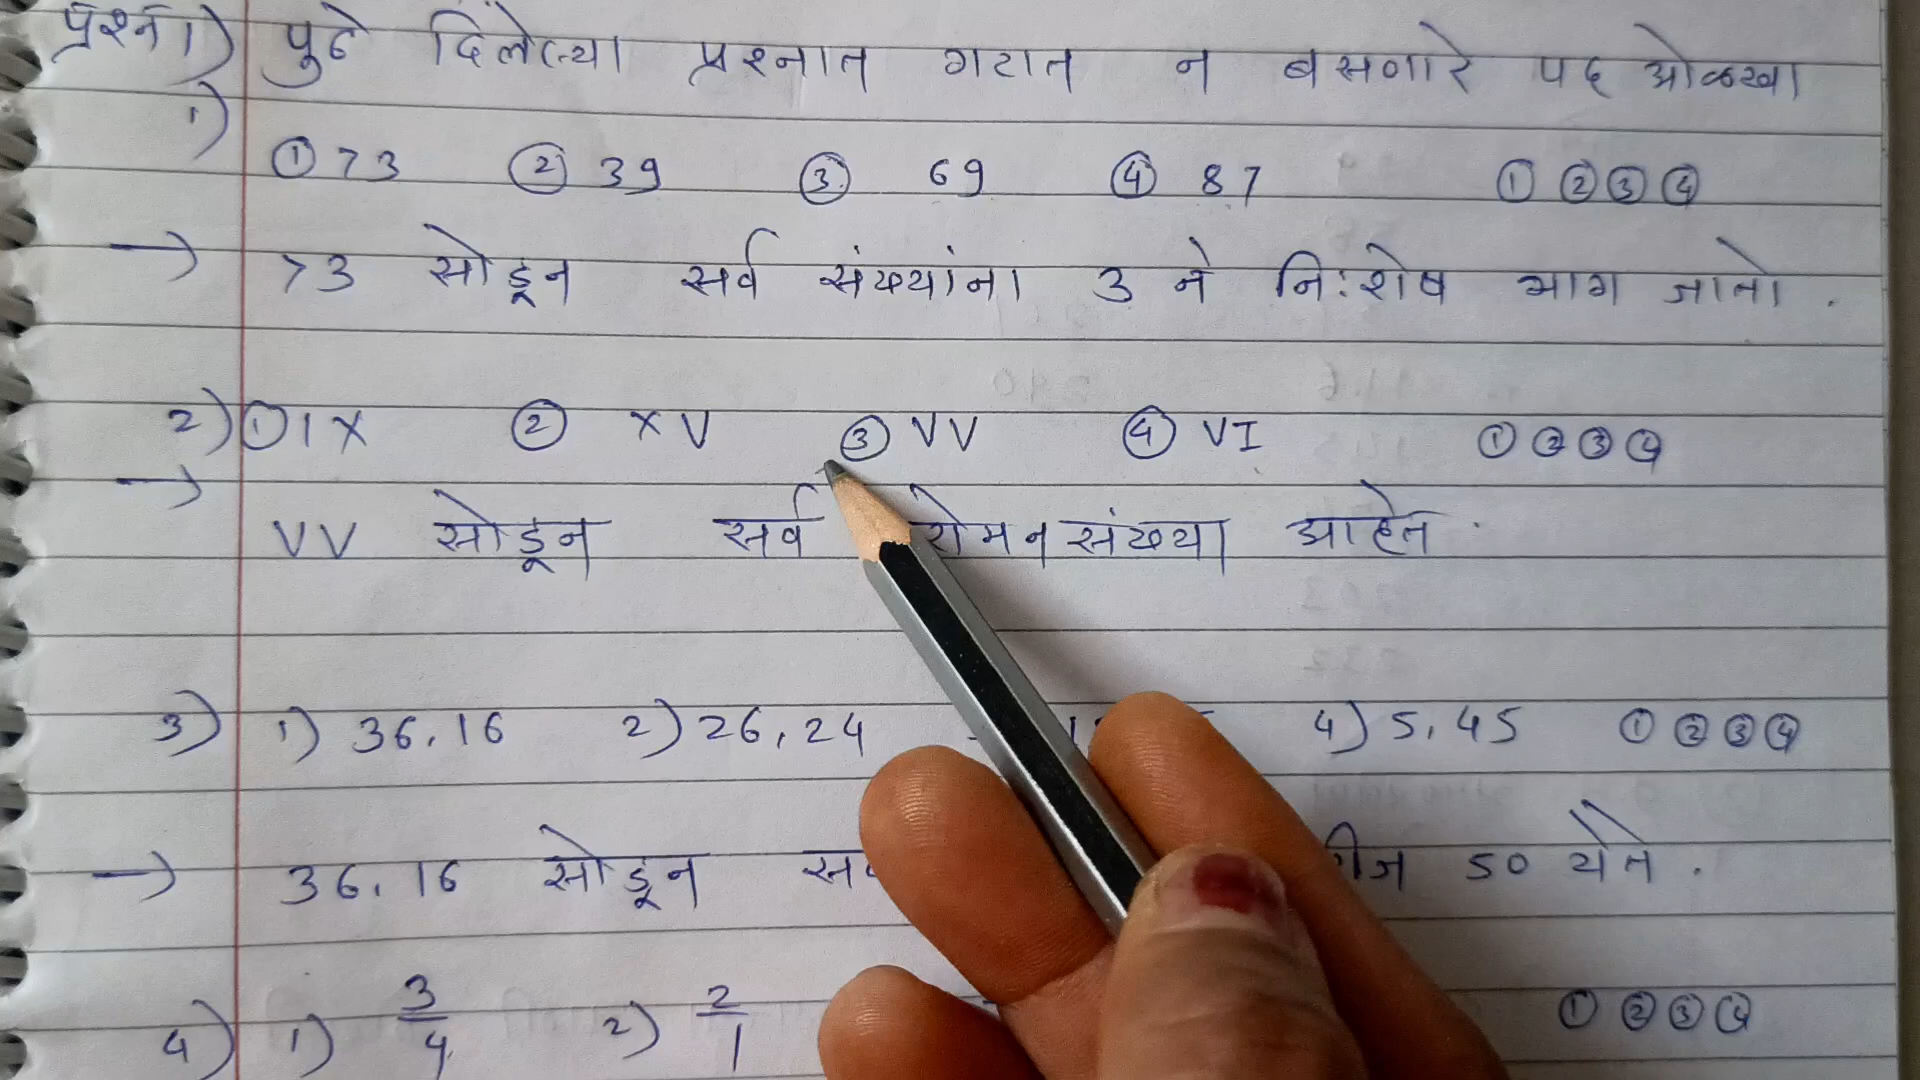 प्रश्न 1) पुढे दिलेल्या प्रश्नात गटात न बसणारे पद ओळखा
1)
① 73 ② 39 ③ 69 ④ 87 ① ② ③ ④
→ 73 सोडून सर्व संख्यांना 3 ने नि:शेष भाग जातो.
2) ① IX ② XV ③ VV ④ VI ① ② ③ ④
→ VV सोडून सर्व रोमन संख्या आहेत.
3) 1) 36, 16 2) 26, 24 4) 5, 45 ① ② ③ ④
→ 36, 16 सोडून 50 येते.
4) 1) 3/4 2) 2/1 ① ② ③ ④